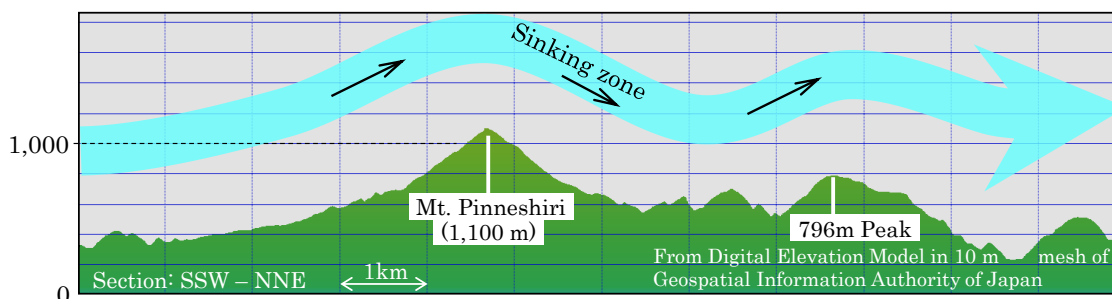 Sinking zone
1,000
Mt. Pinneshiri
(1,100 m)
796m Peak
From Digital Elevation Model in 10 m mesh of
Geospatial Information Authority of Japan
Section: SSW – NNE
1km
0